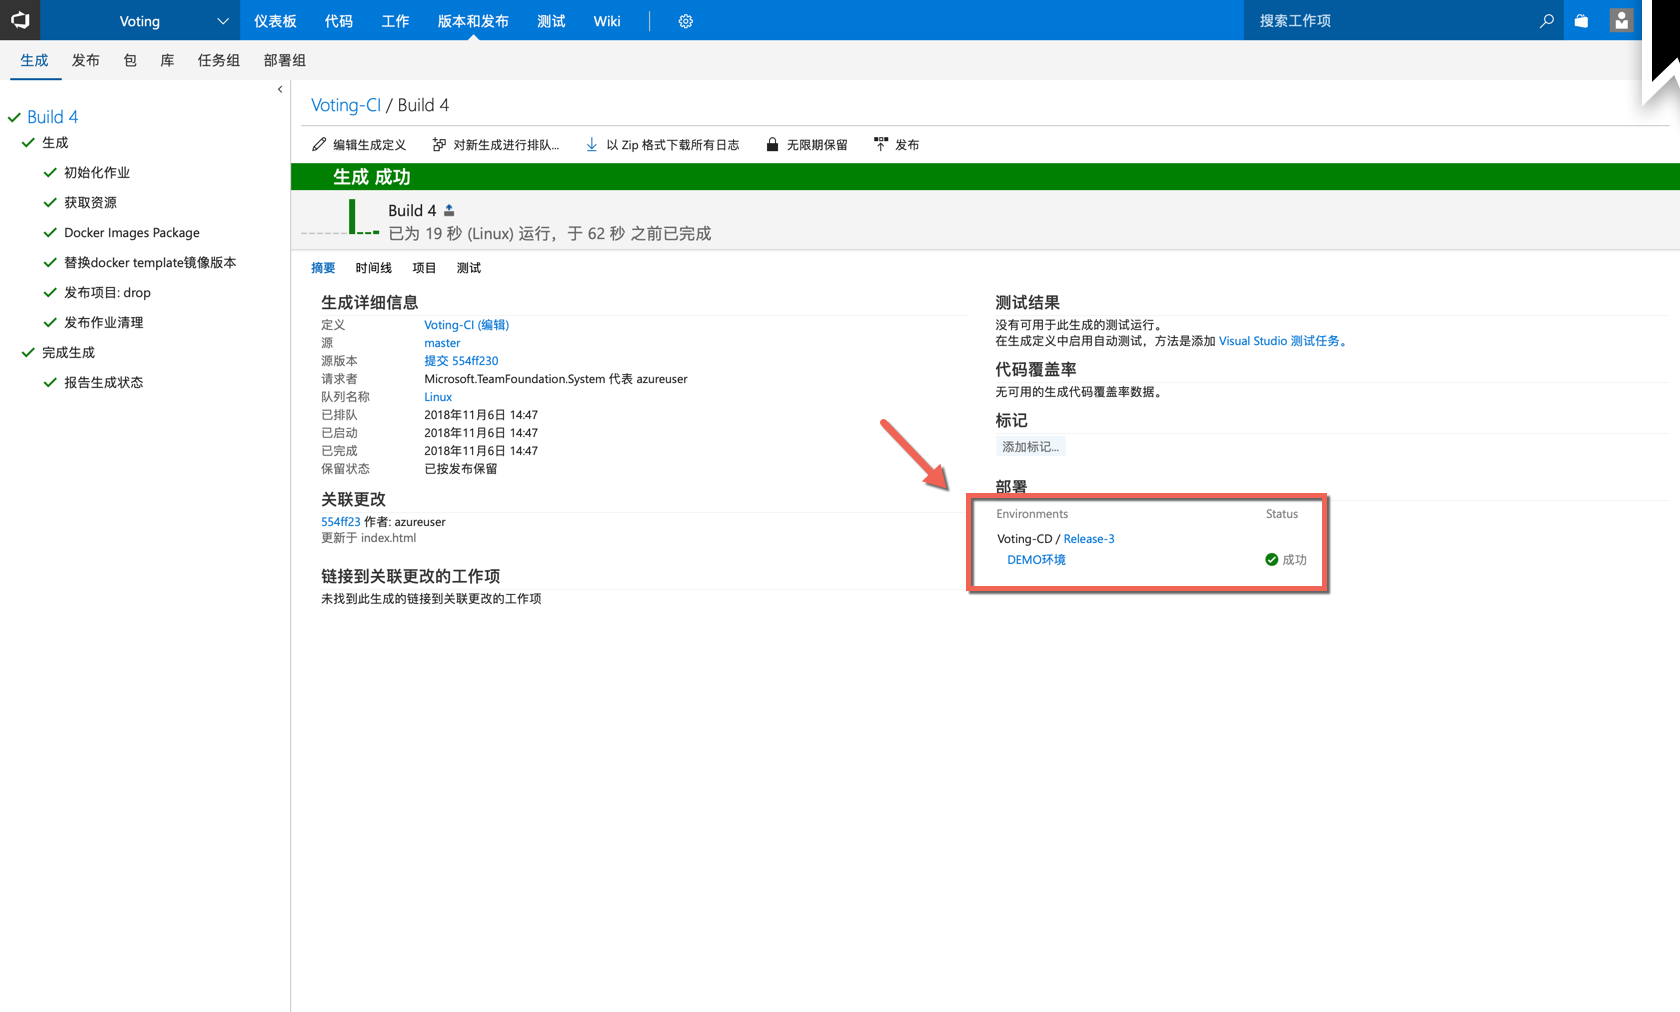 Voting 仪表板 代码 工作 版本和发布 测试 Wiki 搜索工作项
生成 发布 包 库 任务组 部署组
Build 4
生成
初始化作业
获取资源
Docker Images Package
替换docker template镜像版本
发布项目: drop
发布作业清理
完成生成
报告生成状态
Voting-CI / Build 4
编辑生成定义 对新生成进行排队... 以 Zip 格式下载所有日志 无限期保留 发布
生成 成功
Build 4
已为 19 秒 (Linux) 运行，于 62 秒 之前已完成
摘要 时间线 项目 测试
生成详细信息
定义 Voting-CI (编辑)
源 master
源版本 提交 554ff230
请求者 Microsoft.TeamFoundation.System 代表 azureuser
队列名称 Linux
已排队 2018年11月6日 14:47
已启动 2018年11月6日 14:47
已完成 2018年11月6日 14:47
保留状态 已按发布保留
关联更改
554ff23 作者: azureuser
更新于 index.html
链接到关联更改的工作项
未找到此生成的链接到关联更改的工作项
测试结果
没有可用于此生成的测试运行。
在生成定义中启用自动测试，方法是添加 Visual Studio 测试任务。
代码覆盖率
无可用的生成代码覆盖率数据。
标记
添加标记...
部署
Environments Status
Voting-CD / Release-3
DEMO环境 成功